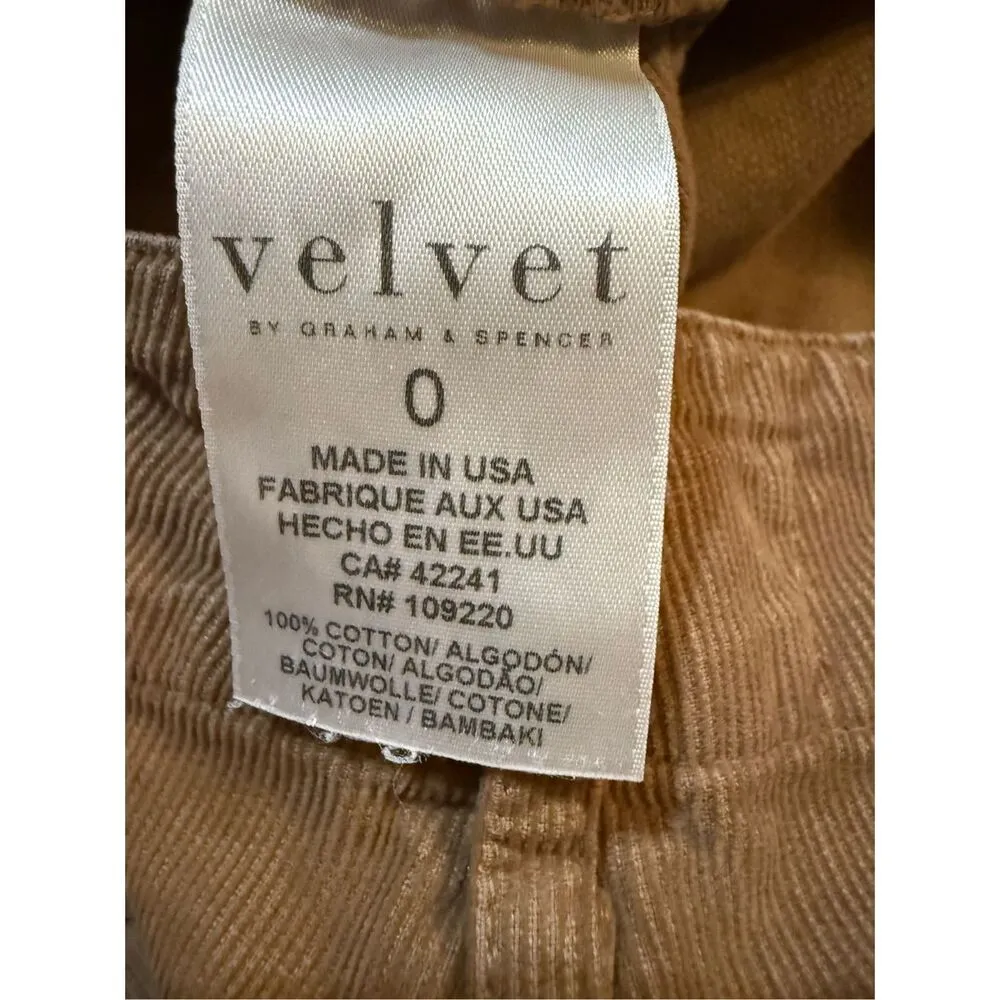 velvet
BY GRAHAM & SPENCER
0
MADE IN USA
FABRIQUE AUX USA
HECHO EN EE.UU
CA# 42241
RN# 109220
100% COTTON/ ALGODÓN/
COTON/ ALGODÃO/
BAUMWOLLE/ COTONE/
KATOEN / BAMBAKI